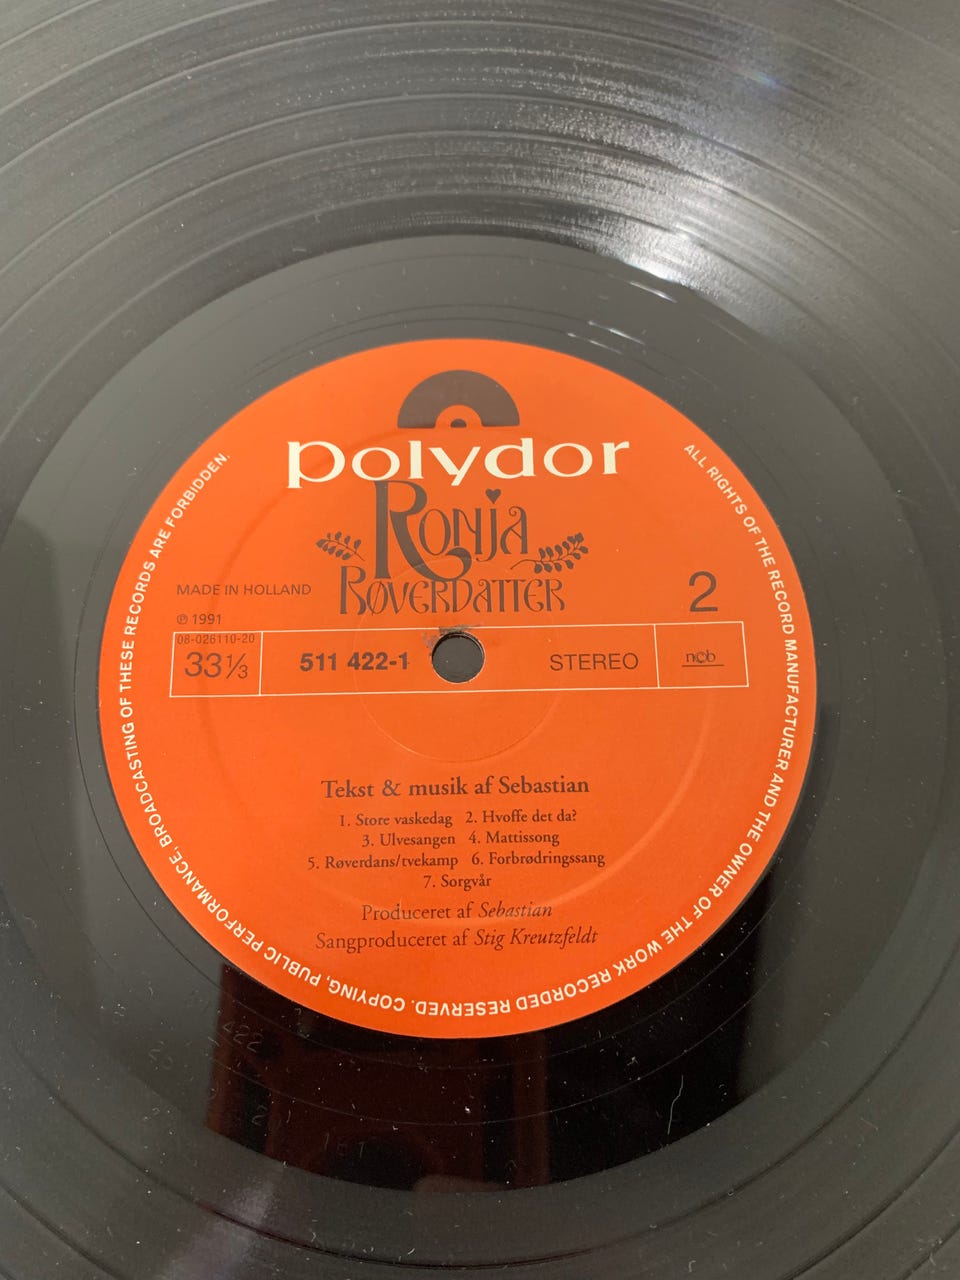 polydor
Ronja
Røverdatter
MADE IN HOLLAND
℗ 1991
2
08-026110-20
33⅓
511 422-1
STEREO
ncb
Tekst & musik af Sebastian
1. Store vaskedag 2. Hvoffe det da?
3. Ulvesangen 4. Mattissong
5. Røverdans/tvekamp 6. Forbrødringssang
7. Sorgvår
Produceret af Sebastian
Sangproduceret af Stig Kreutzfeldt
ALL RIGHTS OF THE RECORD MANUFACTURER AND THE OWNER OF THE WORK RECORDED RESERVED. COPYING, PUBLIC PERFORMANCE, BROADCASTING OF THESE RECORDS ARE FORBIDDEN.
422